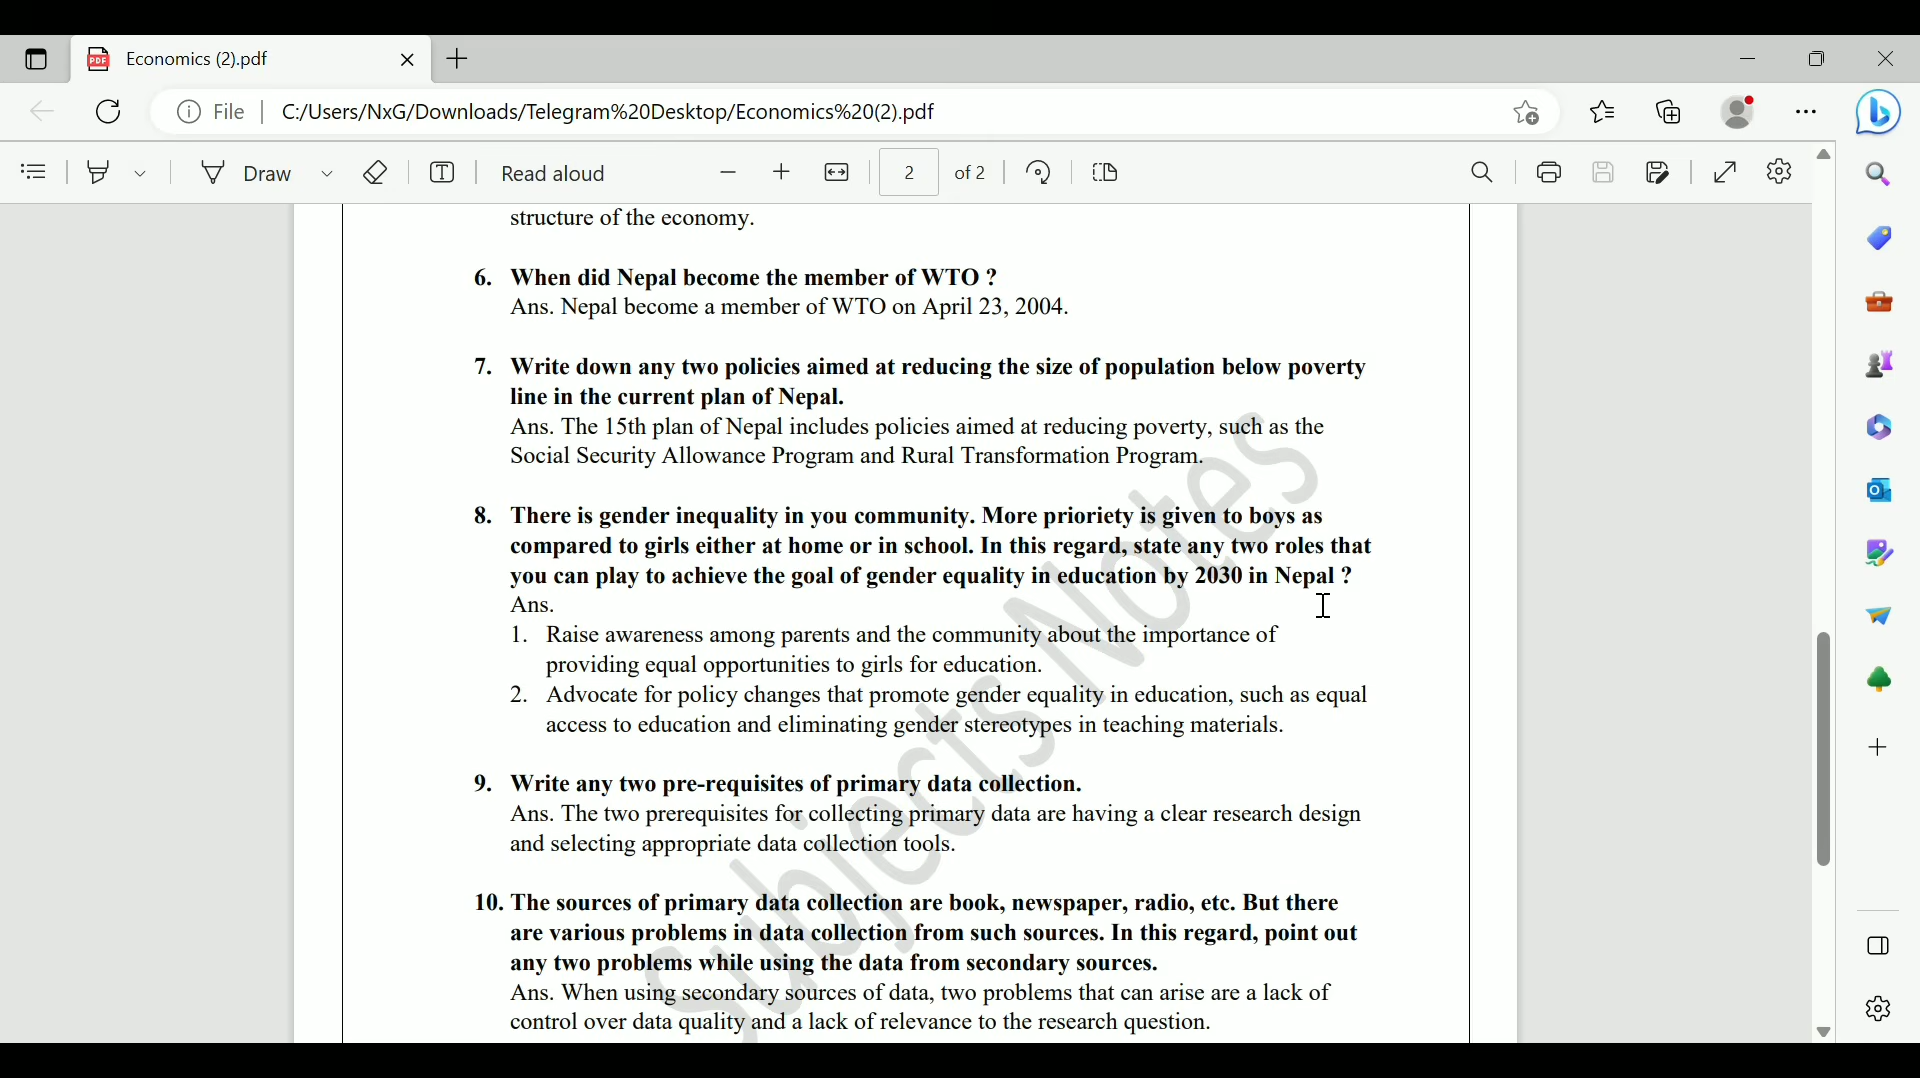 Economics (2).pdf
File
C:/Users/NxG/Downloads/Telegram%20Desktop/Economics%20(2).pdf
Draw
Read aloud
2
of 2
structure of the economy.
6. When did Nepal become the member of WTO ?
Ans. Nepal become a member of WTO on April 23, 2004.
7. Write down any two policies aimed at reducing the size of population below poverty
line in the current plan of Nepal.
Ans. The 15th plan of Nepal includes policies aimed at reducing poverty, such as the
Social Security Allowance Program and Rural Transformation Program.
8. There is gender inequality in you community. More prioriety is given to boys as
compared to girls either at home or in school. In this regard, state any two roles that
you can play to achieve the goal of gender equality in education by 2030 in Nepal ?
Ans.
1. Raise awareness among parents and the community about the importance of
providing equal opportunities to girls for education.
2. Advocate for policy changes that promote gender equality in education, such as equal
access to education and eliminating gender stereotypes in teaching materials.
9. Write any two pre-requisites of primary data collection.
Ans. The two prerequisites for collecting primary data are having a clear research design
and selecting appropriate data collection tools.
10. The sources of primary data collection are book, newspaper, radio, etc. But there
are various problems in data collection from such sources. In this regard, point out
any two problems while using the data from secondary sources.
Ans. When using secondary sources of data, two problems that can arise are a lack of
control over data quality and a lack of relevance to the research question.
Subjects Notes